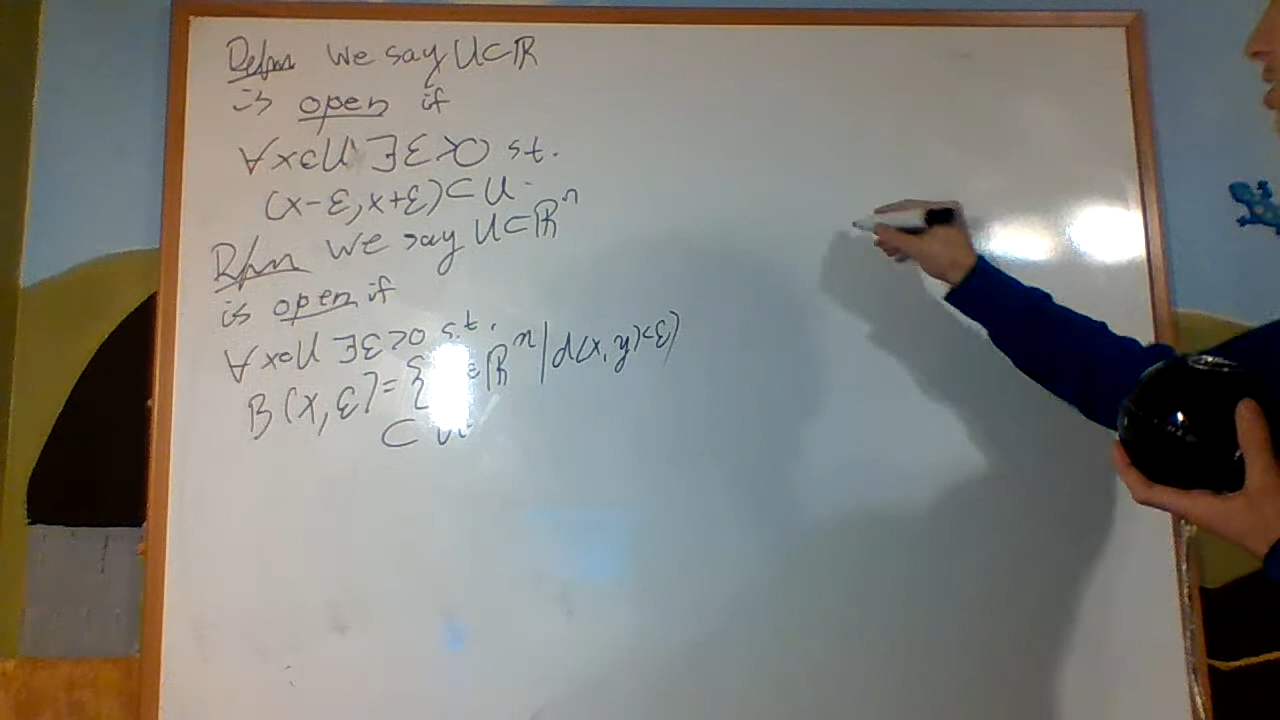 Defn We say U⊂ℝ
is open if
∀x∈U ∃ε>0 s.t.
(x-ε,x+ε)⊂U.
Defn We say U⊂ℝⁿ
is open if
∀x∈U ∃ε>0 s.t.
B(x,ε)={ ∈ℝⁿ|d(x,y)<ε}
⊂U